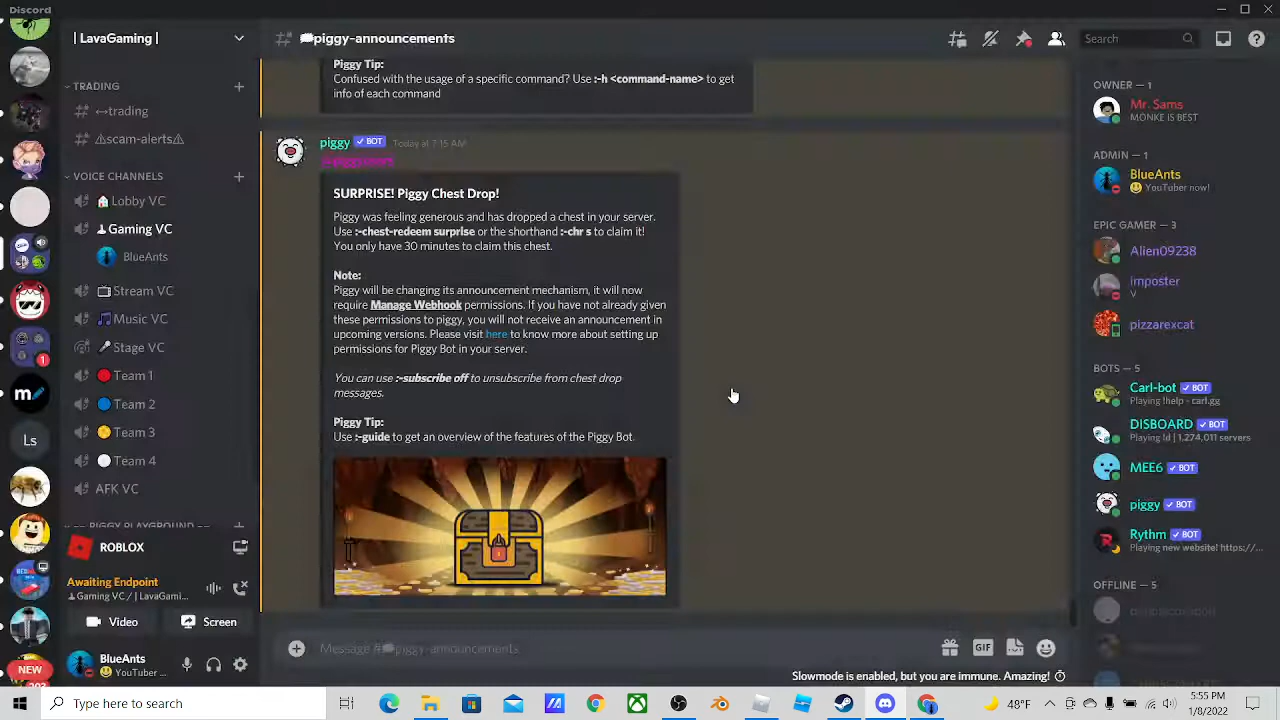 Discord
| LavaGaming |
piggy-announcements
Search
TRADING
trading
scam-alerts
VOICE CHANNELS
Lobby VC
Gaming VC
BlueAnts
Stream VC
Music VC
Stage VC
Team 1
Team 2
Team 3
Team 4
AFK VC
PIGGY PLAYGROUND
ROBLOX
Awaiting Endpoint
Gaming VC / | LavaGami...
Video
Screen
BlueAnts
YouTuber ...
1
Ls
NEW
Piggy Tip:
Confused with the usage of a specific command? Use :-h <command-name> to get
info of each command
piggy ✓ BOT Today at 7:15 AM
SURPRISE! Piggy Chest Drop!
Piggy was feeling generous and has dropped a chest in your server.
Use :-chest-redeem surprise or the shorthand :-chr s to claim it!
You only have 30 minutes to claim this chest.
Note:
Piggy will be changing its announcement mechanism, it will now
require Manage Webhook permissions. If you have not already given
these permissions to piggy, you will not receive an announcement in
upcoming versions. Please visit here to know more about setting up
permissions for Piggy Bot in your server.
You can use :-subscribe off to unsubscribe from chest drop
messages.
Piggy Tip:
Use :-guide to get an overview of the features of the Piggy Bot.
Message #piggy-announcements
GIF
Slowmode is enabled, but you are immune. Amazing!
OWNER — 1
Mr. Sams
MONKE IS BEST
ADMIN — 1
BlueAnts
YouTuber now!
EPIC GAMER — 3
Alien09238
imposter
V
pizzarexcat
BOTS — 5
Carl-bot ✓ BOT
Playing !help - carl.gg
DISBOARD ✓ BOT
Playing !d | 1,274,011 servers
MEE6 ✓ BOT
piggy ✓ BOT
Rythm ✓ BOT
Playing new website! https://...
OFFLINE — 5
Type here to search
48°F
5:55 PM
1/8/2022